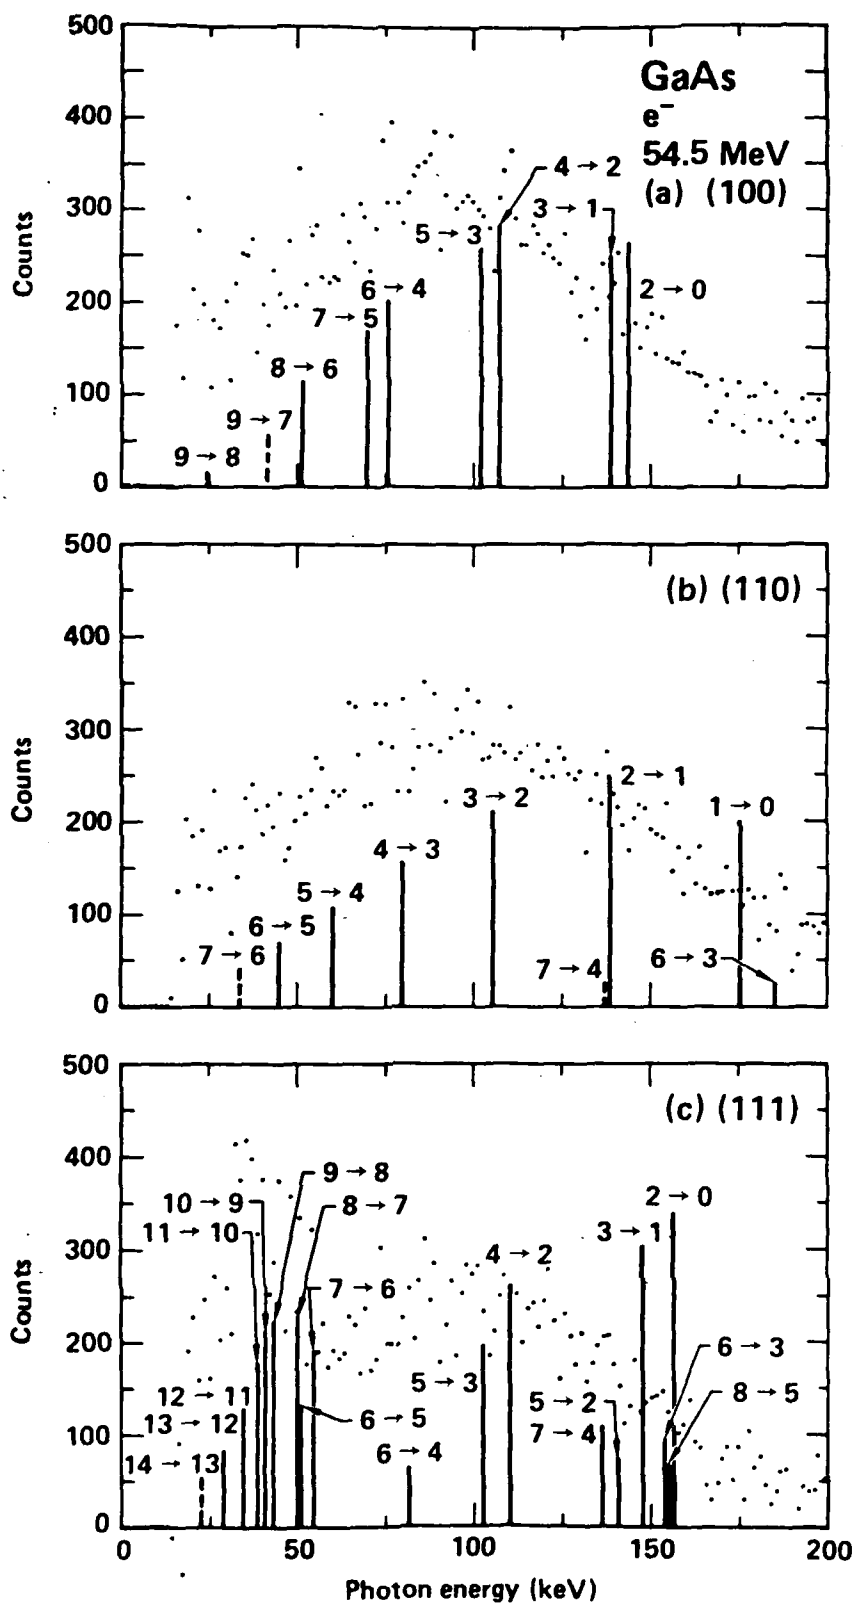 500
GaAs
e⁻
54.5 MeV
(a) (100)
400
4 → 2
300
3 → 1
5 → 3
Counts
200
6 → 4
2 → 0
7 → 5
8 → 6
100
9 → 7
9 → 8
0
500
(b) (110)
400
300
Counts
2 → 1
3 → 2
1 → 0
200
4 → 3
5 → 4
100
6 → 5
7 → 6
7 → 4
6 → 3
0
500
(c) (111)
400
9 → 8
10 → 9
8 → 7
2 → 0
11 → 10
3 → 1
300
4 → 2
Counts
7 → 6
200
6 → 3
5 → 3
12 → 11
5 → 2
8 → 5
13 → 12
6 → 5
7 → 4
100
6 → 4
14 → 13
0
0 50 100 150 200
Photon energy (keV)